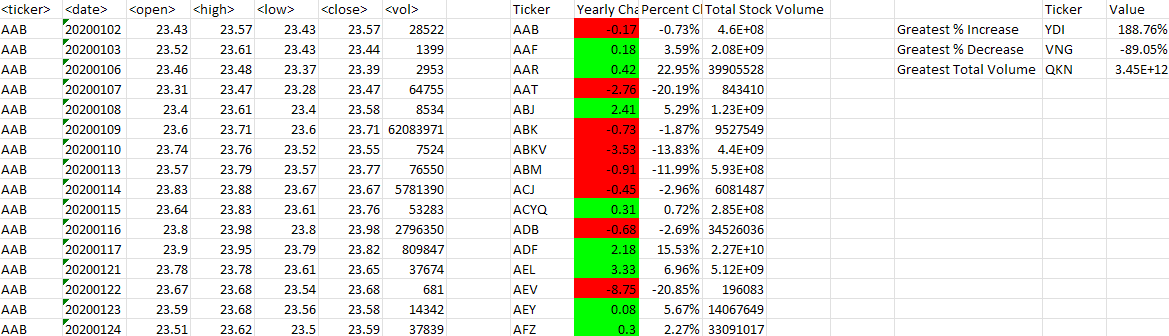 <ticker> <date> <open> <high> <low> <close> <vol> Ticker Yearly Cha Percent Cl Total Stock Volume Ticker Value
AAB 20200102 23.43 23.57 23.43 23.57 28522 AAB -0.17 -0.73% 4.6E+08 Greatest % Increase YDI 188.76%
AAB 20200103 23.52 23.61 23.43 23.44 1399 AAF 0.18 3.59% 2.08E+09 Greatest % Decrease VNG -89.05%
AAB 20200106 23.46 23.48 23.37 23.39 2953 AAR 0.42 22.95% 39905528 Greatest Total Volume QKN 3.45E+12
AAB 20200107 23.31 23.47 23.28 23.47 64755 AAT -2.76 -20.19% 843410
AAB 20200108 23.4 23.61 23.4 23.58 8534 ABJ 2.41 5.29% 1.23E+09
AAB 20200109 23.6 23.71 23.6 23.71 62083971 ABK -0.73 -1.87% 9527549
AAB 20200110 23.74 23.76 23.52 23.55 7524 ABKV -3.53 -13.83% 4.4E+09
AAB 20200113 23.57 23.79 23.57 23.77 76550 ABM -0.91 -11.99% 5.93E+08
AAB 20200114 23.83 23.88 23.67 23.67 5781390 ACJ -0.45 -2.96% 6081487
AAB 20200115 23.64 23.83 23.61 23.76 53283 ACYQ 0.31 0.72% 2.85E+08
AAB 20200116 23.8 23.98 23.8 23.98 2796350 ADB -0.68 -2.69% 34526036
AAB 20200117 23.9 23.95 23.79 23.82 809847 ADF 2.18 15.53% 2.27E+10
AAB 20200121 23.78 23.78 23.61 23.65 37674 AEL 3.33 6.96% 5.12E+09
AAB 20200122 23.67 23.68 23.54 23.68 681 AEV -8.75 -20.85% 196083
AAB 20200123 23.59 23.68 23.56 23.58 14342 AEY 0.08 5.67% 14067649
AAB 20200124 23.51 23.62 23.5 23.59 37839 AFZ 0.3 2.27% 33091017